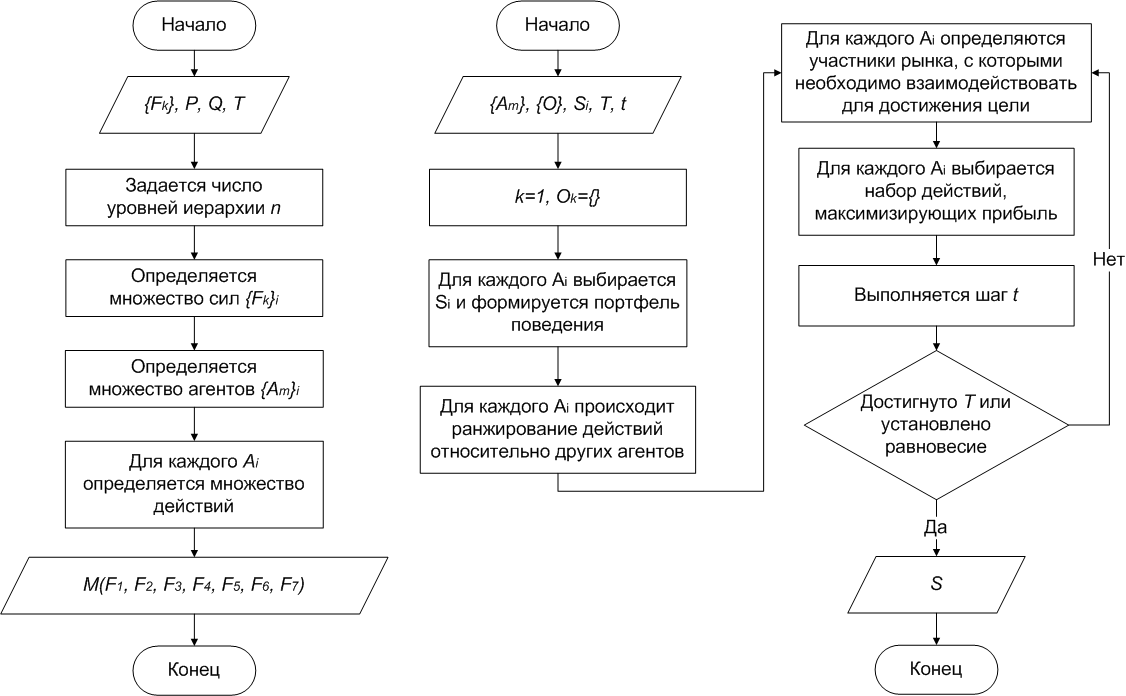 Начало
{Fk}, P, Q, T
Задается число
уровней иерархии n
Определяется
множество сил {Fk}i
Определяется
множество агентов {Am}i
Для каждого Ai
определяется множество
действий
M(F1, F2, F3, F4, F5, F6, F7)
Конец
Начало
{Am}, {O}, Si, T, t
k=1, Ok={}
Для каждого Ai выбирается
Si и формируется портфель
поведения
Для каждого Ai происходит
ранжирование действий
относительно других агентов
Для каждого Ai определяются
участники рынка, с которыми
необходимо взаимодействовать
для достижения цели
Для каждого Ai выбирается
набор действий,
максимизирующих прибыль
Выполняется шаг t
Достигнуто T или
установлено
равновесие
Нет
Да
S
Конец